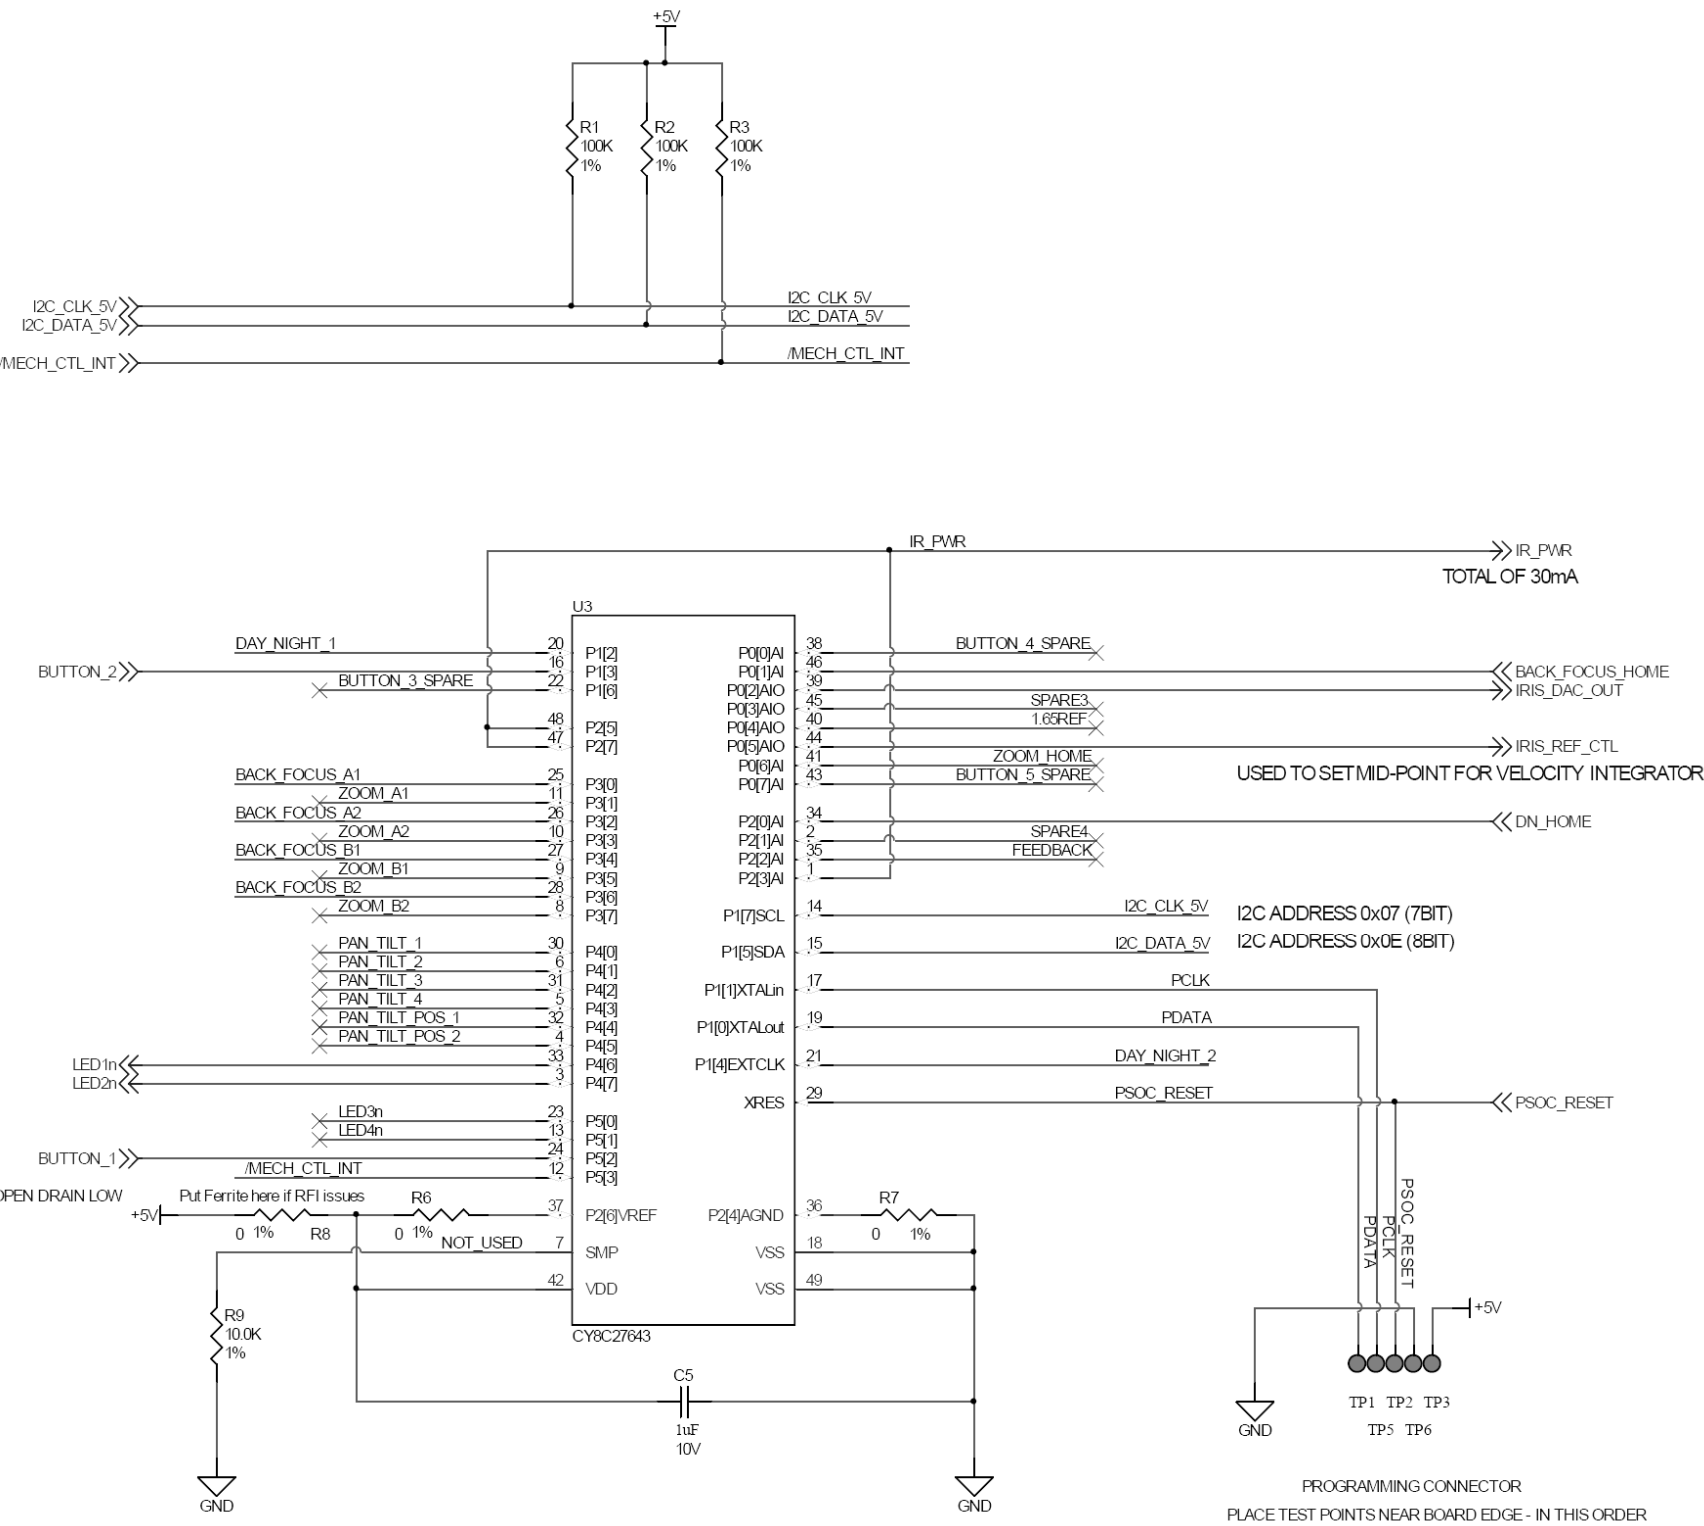 +5V
R1
100K
1%
R2
100K
1%
R3
100K
1%
I2C_CLK_5V
I2C_CLK 5V
I2C_DATA_5V
I2C_DATA_5V
/MECH_CTL_INT
/MECH_CTL_INT
IR_PWR
IR_PWR
TOTAL OF 30mA
U3
DAY_NIGHT_1 20 P1[2]
BUTTON_2 16 P1[3]
BUTTON_3_SPARE 22 P1[6]
48 P2[5]
47 P2[7]
BACK_FOCUS_A1 25 P3[0]
ZOOM_A1 11 P3[1]
BACK_FOCUS_A2 26 P3[2]
ZOOM_A2 10 P3[3]
BACK_FOCUS_B1 27 P3[4]
ZOOM_B1 9 P3[5]
BACK_FOCUS_B2 28 P3[6]
ZOOM_B2 8 P3[7]
PAN_TILT_1 30 P4[0]
PAN_TILT_2 6 P4[1]
PAN_TILT_3 31 P4[2]
PAN_TILT_4 5 P4[3]
PAN_TILT_POS_1 32 P4[4]
PAN_TILT_POS_2 4 P4[5]
LED1n 33 P4[6]
LED2n 3 P4[7]
LED3n 23 P5[0]
LED4n 13 P5[1]
BUTTON_1 24 P5[2]
/MECH_CTL_INT 12 P5[3]
OPEN DRAIN LOW
Put Ferrite here if RFI issues
+5V
0 1% R8
R6
0 1%
37 P2[6]VREF
NOT_USED 7 SMP
42 VDD
R9
10.0K
1%
GND
CY8C27643
P0[0]AI 38 BUTTON_4_SPARE
P0[1]AI 46 BACK_FOCUS_HOME
P0[2]AIO 39 IRIS_DAC_OUT
P0[3]AIO 45 SPARE3
P0[4]AIO 40 1.65REF
P0[5]AIO 44 IRIS_REF_CTL
P0[6]AI 41 ZOOM_HOME
USED TO SET MID-POINT FOR VELOCITY INTEGRATOR
P0[7]AI 43 BUTTON_5_SPARE
P2[0]AI 34 DN_HOME
P2[1]AI 2 SPARE4
P2[2]AI 35 FEEDBACK
P2[3]AI 1
P1[7]SCL 14 I2C_CLK_5V
I2C ADDRESS 0x07 (7BIT)
I2C ADDRESS 0x0E (8BIT)
P1[5]SDA 15 I2C_DATA_5V
P1[1]XTALin 17 PCLK
P1[0]XTALout 19 PDATA
P1[4]EXTCLK 21 DAY_NIGHT_2
XRES 29 PSOC_RESET PSOC_RESET
P2[4]AGND 36
R7
0 1%
VSS 18
VSS 49
C5
1uF
10V
GND
PDATA
PCLK
PSOC_RESET
+5V
GND
TP1 TP2 TP3
TP5 TP6
PROGRAMMING CONNECTOR
PLACE TEST POINTS NEAR BOARD EDGE - IN THIS ORDER